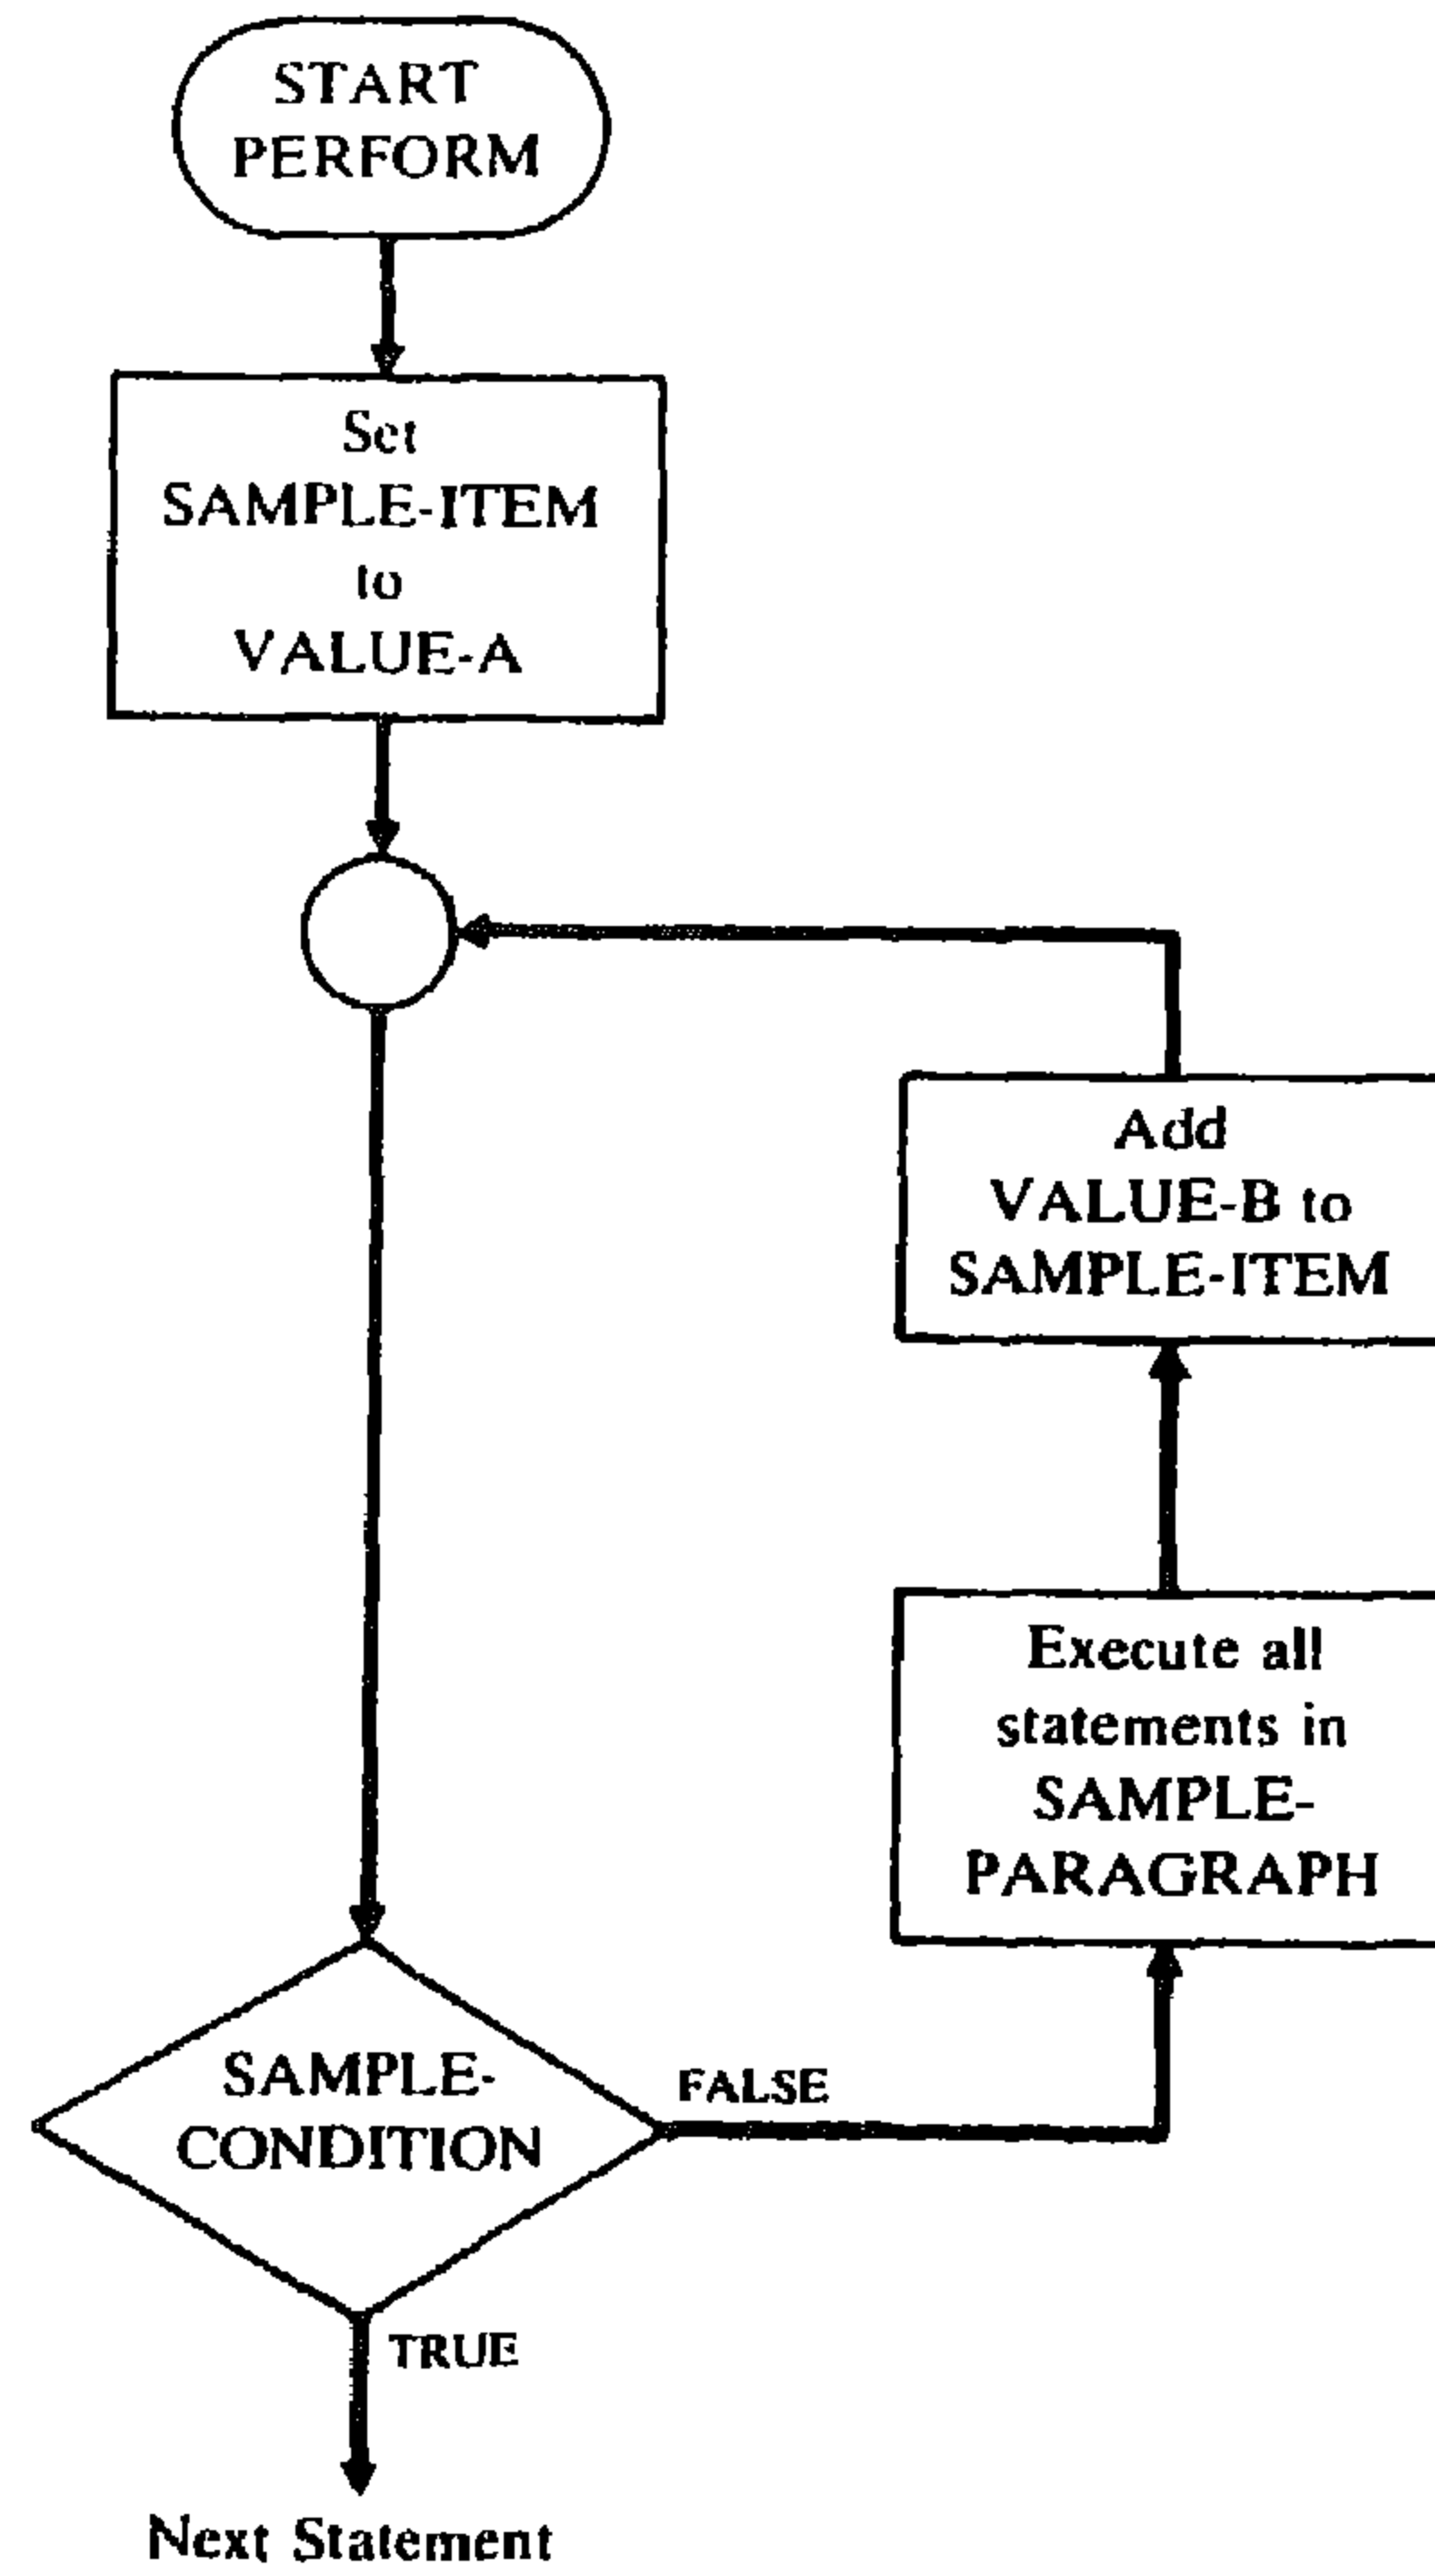 START
PERFORM
Set
SAMPLE-ITEM
to
VALUE-A
Add
VALUE-B to
SAMPLE-ITEM
Execute all
statements in
SAMPLE-
PARAGRAPH
SAMPLE-
CONDITION
FALSE
TRUE
Next Statement